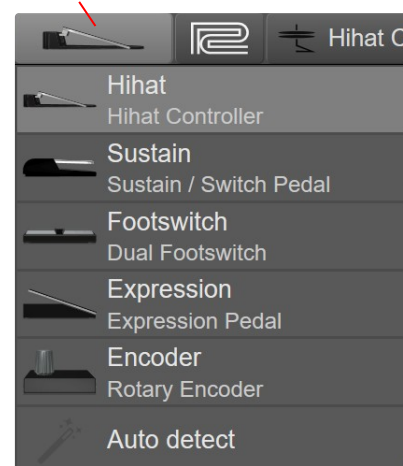 Hihat C
Hihat
Hihat Controller
Sustain
Sustain / Switch Pedal
Footswitch
Dual Footswitch
Expression
Expression Pedal
Encoder
Rotary Encoder
Auto detect